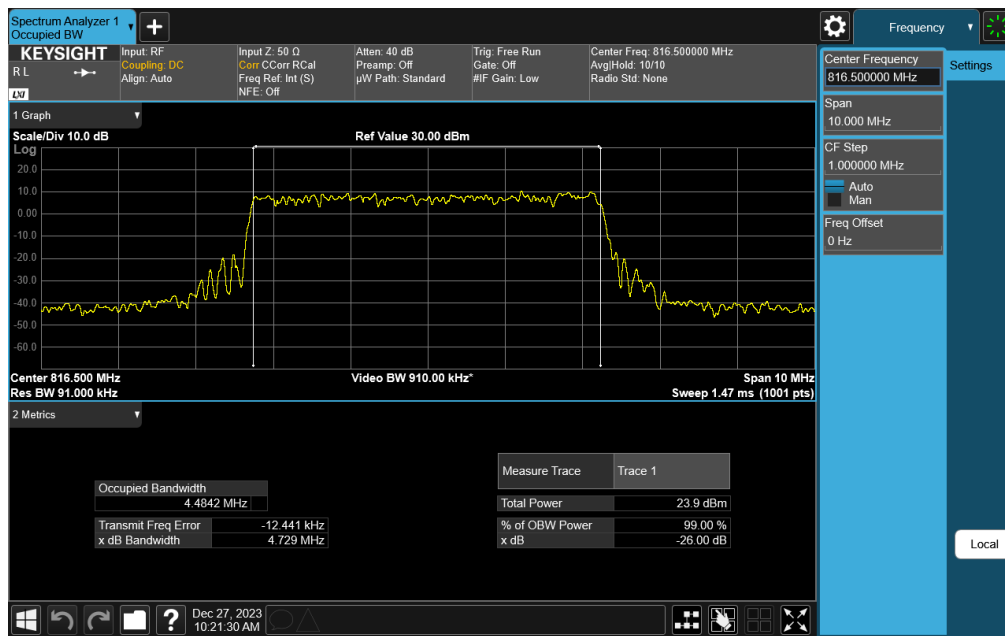 Spectrum Analyzer 1
Occupied BW
+
Frequency
KEYSIGHT
R L
LXI
Input: RF
Coupling: DC
Align: Auto
Input Z: 50 Ω
Corr CCorr RCal
Freq Ref: Int (S)
NFE: Off
Atten: 40 dB
Preamp: Off
µW Path: Standard
Trig: Free Run
Gate: Off
#IF Gain: Low
Center Freq: 816.500000 MHz
Avg|Hold: 10/10
Radio Std: None
Center Frequency
816.500000 MHz
Settings
Span
10.000 MHz
CF Step
1.000000 MHz
Auto
Man
Freq Offset
0 Hz
1 Graph
Scale/Div 10.0 dB
Ref Value 30.00 dBm
Log
20.0
10.0
0.00
-10.0
-20.0
-30.0
-40.0
-50.0
-60.0
Center 816.500 MHz
Video BW 910.00 kHz*
Span 10 MHz
Res BW 91.000 kHz
Sweep 1.47 ms (1001 pts)
2 Metrics
Measure Trace
Trace 1
Occupied Bandwidth
4.4842 MHz
Total Power
23.9 dBm
Transmit Freq Error
-12.441 kHz
% of OBW Power
99.00 %
x dB Bandwidth
4.729 MHz
x dB
-26.00 dB
Local
?
Dec 27, 2023
10:21:30 AM